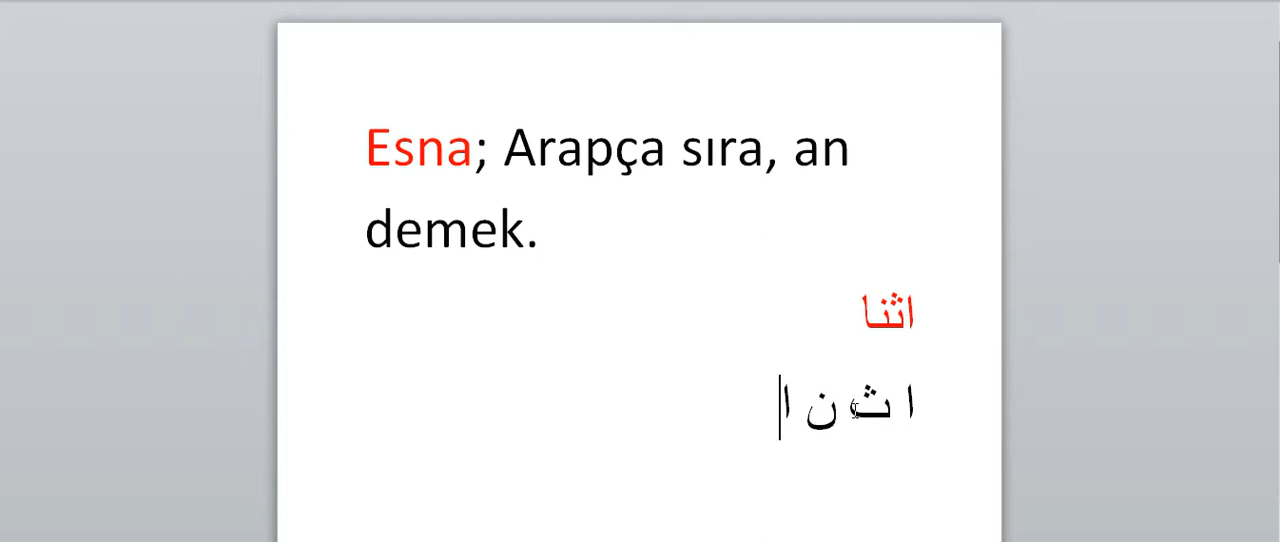 Esna; Arapça sıra, an
demek.
اثنا
ا ث ن ا